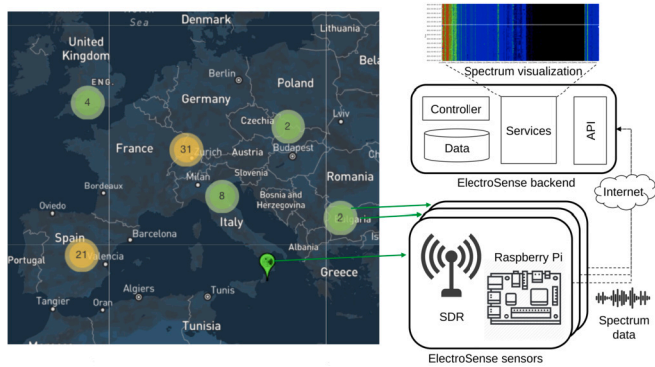 North
Sea
Denmark
Lithuania
United
Kingdom
ENG.
4
Berlin
Poland
Germany
Bela
Czechia
2
Lviv
France
31
Zurich
Austria
Budapest
Ch
Milan
Slovenia
Romania
Bordeaux
8
Bosnia and
Herzegovina
2
Oviedo
Italy
Spain
Barcelona
21
Valencia
Albania
Is
Portugal
Greece
Algiers
Tunis
Tangier
Oran
Tunisia
Spectrum visualization
Controller
Data
Services
API
ElectroSense backend
Internet
Raspberry Pi
SDR
Spectrum
data
ElectroSense sensors